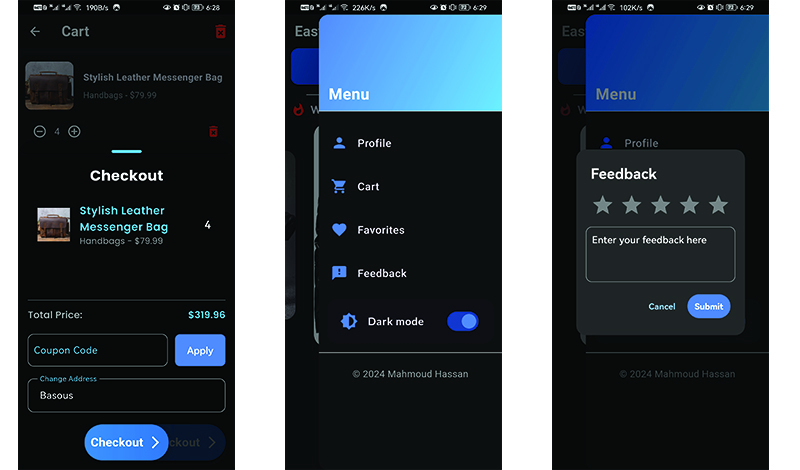 190B/s
6:28
Cart
Stylish Leather Messenger Bag
Handbags - $79.99
4
Checkout
Stylish Leather
Messenger Bag
Handbags - $79.99
4
Total Price:
$319.96
Coupon Code
Apply
Change Address
Basous
Checkout
ckout
226K/s
6:29
Eas
Menu
W
Profile
Cart
Favorites
Feedback
Dark mode
© 2024 Mahmoud Hassan
102K/s
6:29
Eas
Menu
Profile
Feedback
Enter your feedback here
Cancel
Submit
© 2024 Mahmoud Hassan